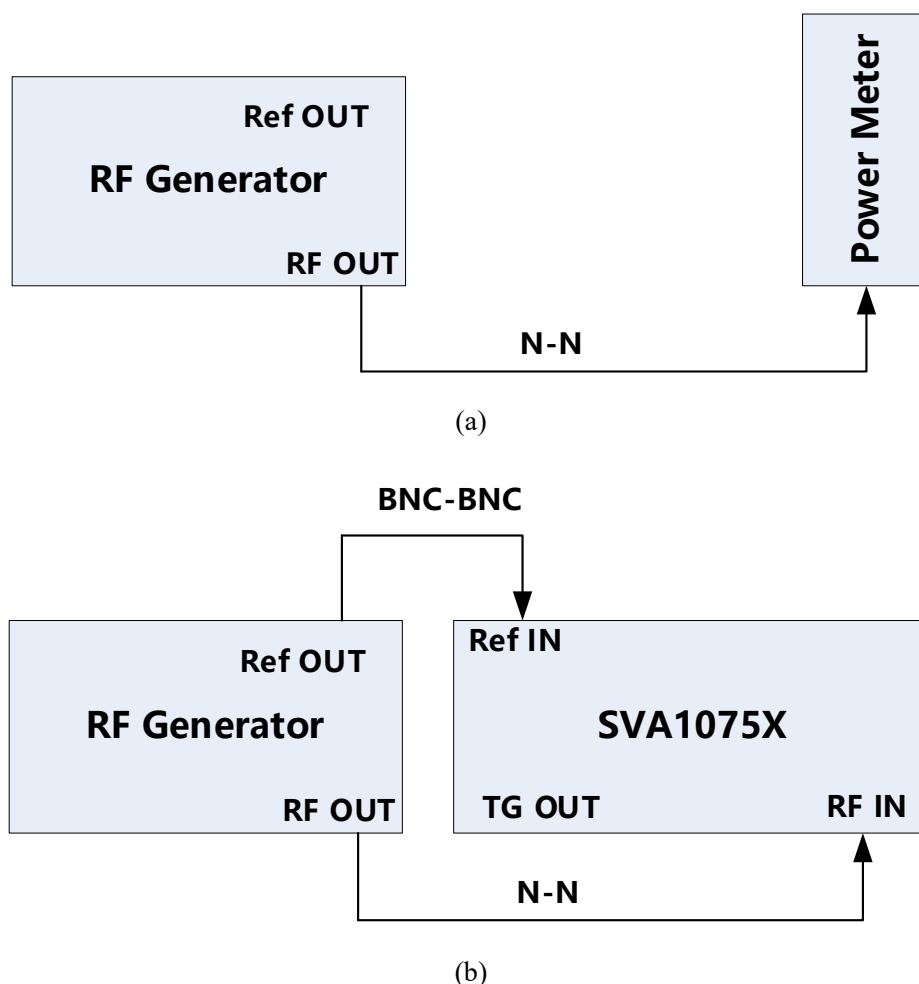 Ref OUT
RF Generator
RF OUT
Power Meter
N-N
(a)
BNC-BNC
Ref OUT
RF Generator
RF OUT
Ref IN
SVA1075X
TG OUT
RF IN
N-N
(b)